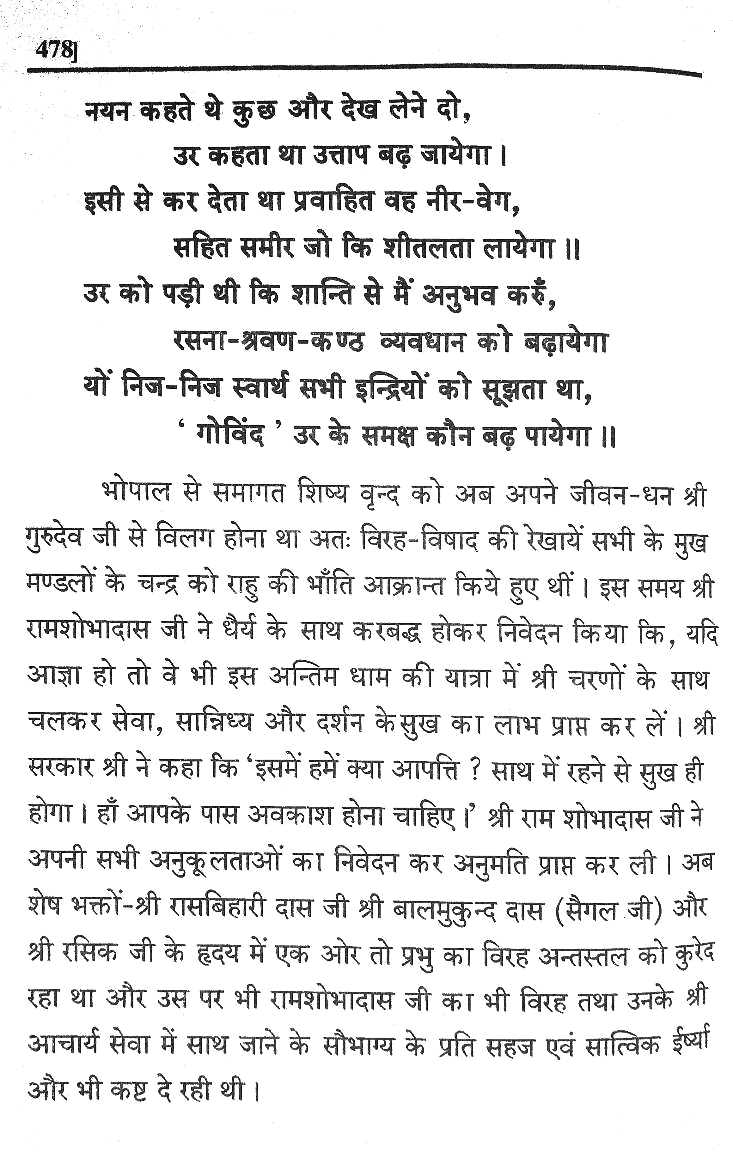 478]
नयन कहते थे कुछ और देख लेने दो,
उर कहता था उत्ताप बढ़ जायेगा।
इसी से कर देता था प्रवाहित वह नीर-वेग,
सहित समीर जो कि शीतलता लायेगा॥
उर को पड़ी थी कि शान्ति से मैं अनुभव करुँ,
रसना-श्रवण-कण्ठ व्यवधान को बढ़ायेगा
यों निज-निज स्वार्थ सभी इन्द्रियों को सूझता था,
‘ गोविंद ’ उर के समक्ष कौन बढ़ पायेगा॥
भोपाल से समागत शिष्य वृन्द को अब अपने जीवन-धन श्री
गुरुदेव जी से विलग होना था अतः विरह-विषाद की रेखायें सभी के मुख
मण्डलों के चन्द्र को राहु की भाँति आक्रान्त किये हुए थीं। इस समय श्री
रामशोभादास जी ने धैर्य के साथ करबद्ध होकर निवेदन किया कि, यदि
आज्ञा हो तो वे भी इस अन्तिम धाम की यात्रा में श्री चरणों के साथ
चलकर सेवा, सान्निध्य और दर्शन के सुख का लाभ प्राप्त कर लें। श्री
सरकार श्री ने कहा कि ‘इसमें हमें क्या आपत्ति ? साथ में रहने से सुख ही
होगा। हाँ आपके पास अवकाश होना चाहिए।’ श्री राम शोभादास जी ने
अपनी सभी अनुकूलताओं का निवेदन कर अनुमति प्राप्त कर ली। अब
शेष भक्तों-श्री रासबिहारी दास जी श्री बालमुकुन्द दास (सैगल जी) और
श्री रसिक जी के हृदय में एक ओर तो प्रभु का विरह अन्तस्तल को कुरेद
रहा था और उस पर भी रामशोभादास जी का भी विरह तथा उनके श्री
आचार्य सेवा में साथ जाने के सौभाग्य के प्रति सहज एवं सात्विक ईर्ष्या
और भी कष्ट दे रही थी।